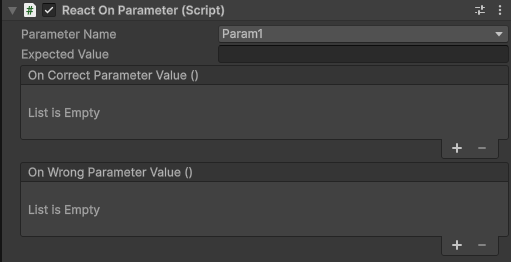 # React On Parameter (Script)
Parameter Name Param1
Expected Value
On Correct Parameter Value ()
List is Empty
+ −
On Wrong Parameter Value ()
List is Empty
+ −